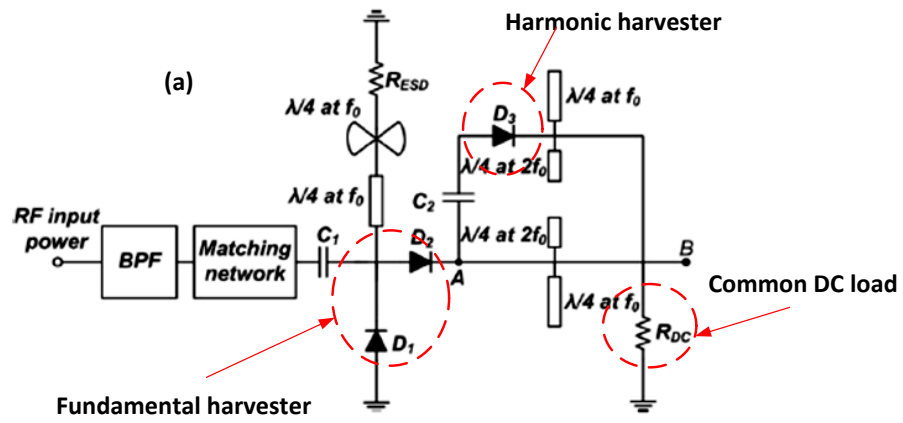 Harmonic harvester
(a)
R_ESD
λ/4 at f₀
λ/4 at f₀
D₃
λ/4 at 2f₀
λ/4 at f₀
C₂
RF input
power
BPF
Matching
network
C₁
D₂
λ/4 at 2f₀
A
B
λ/4 at f₀
Common DC load
D₁
R_DC
Fundamental harvester